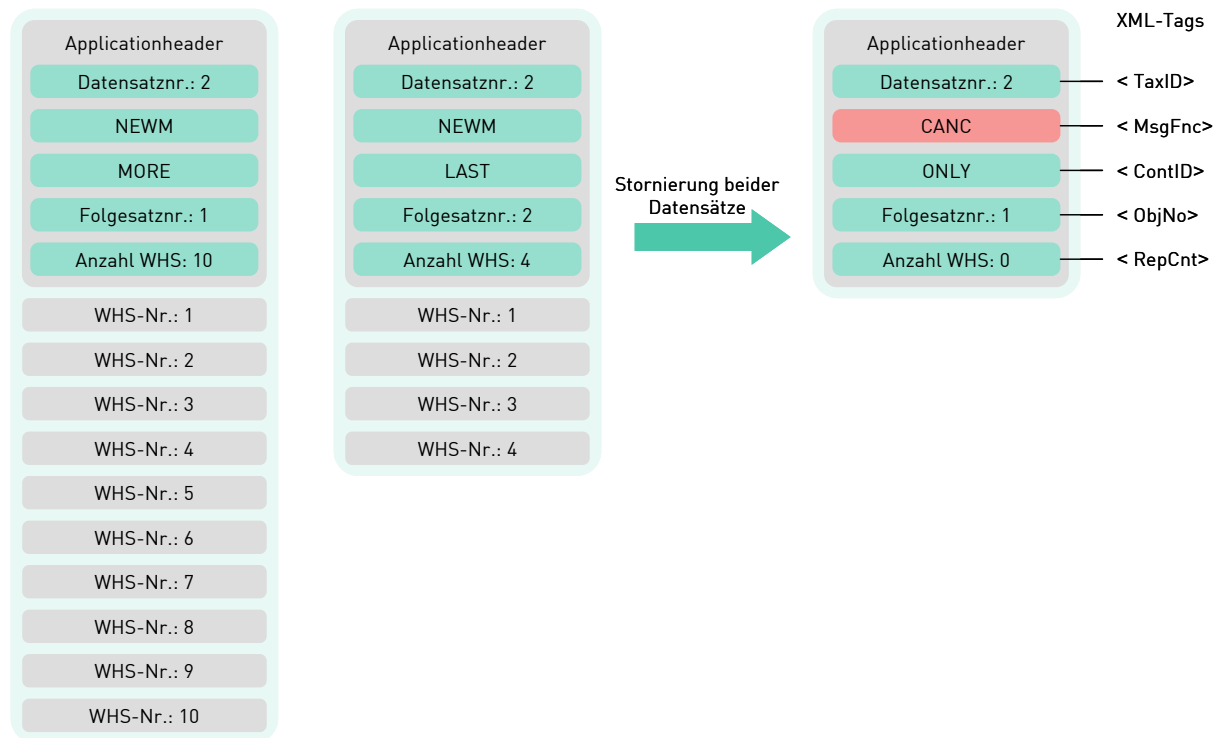 Applicationheader
Datensatznr.: 2
NEWM
MORE
Folgesatznr.: 1
Anzahl WHS: 10
WHS-Nr.: 1
WHS-Nr.: 2
WHS-Nr.: 3
WHS-Nr.: 4
WHS-Nr.: 5
WHS-Nr.: 6
WHS-Nr.: 7
WHS-Nr.: 8
WHS-Nr.: 9
WHS-Nr.: 10
Applicationheader
Datensatznr.: 2
NEWM
LAST
Folgesatznr.: 2
Anzahl WHS: 4
WHS-Nr.: 1
WHS-Nr.: 2
WHS-Nr.: 3
WHS-Nr.: 4
Stornierung beider
Datensätze
Applicationheader
Datensatznr.: 2
CANC
ONLY
Folgesatznr.: 1
Anzahl WHS: 0
XML-Tags
< TaxID>
< MsgFnc>
< ContID>
< ObjNo>
< RepCnt>